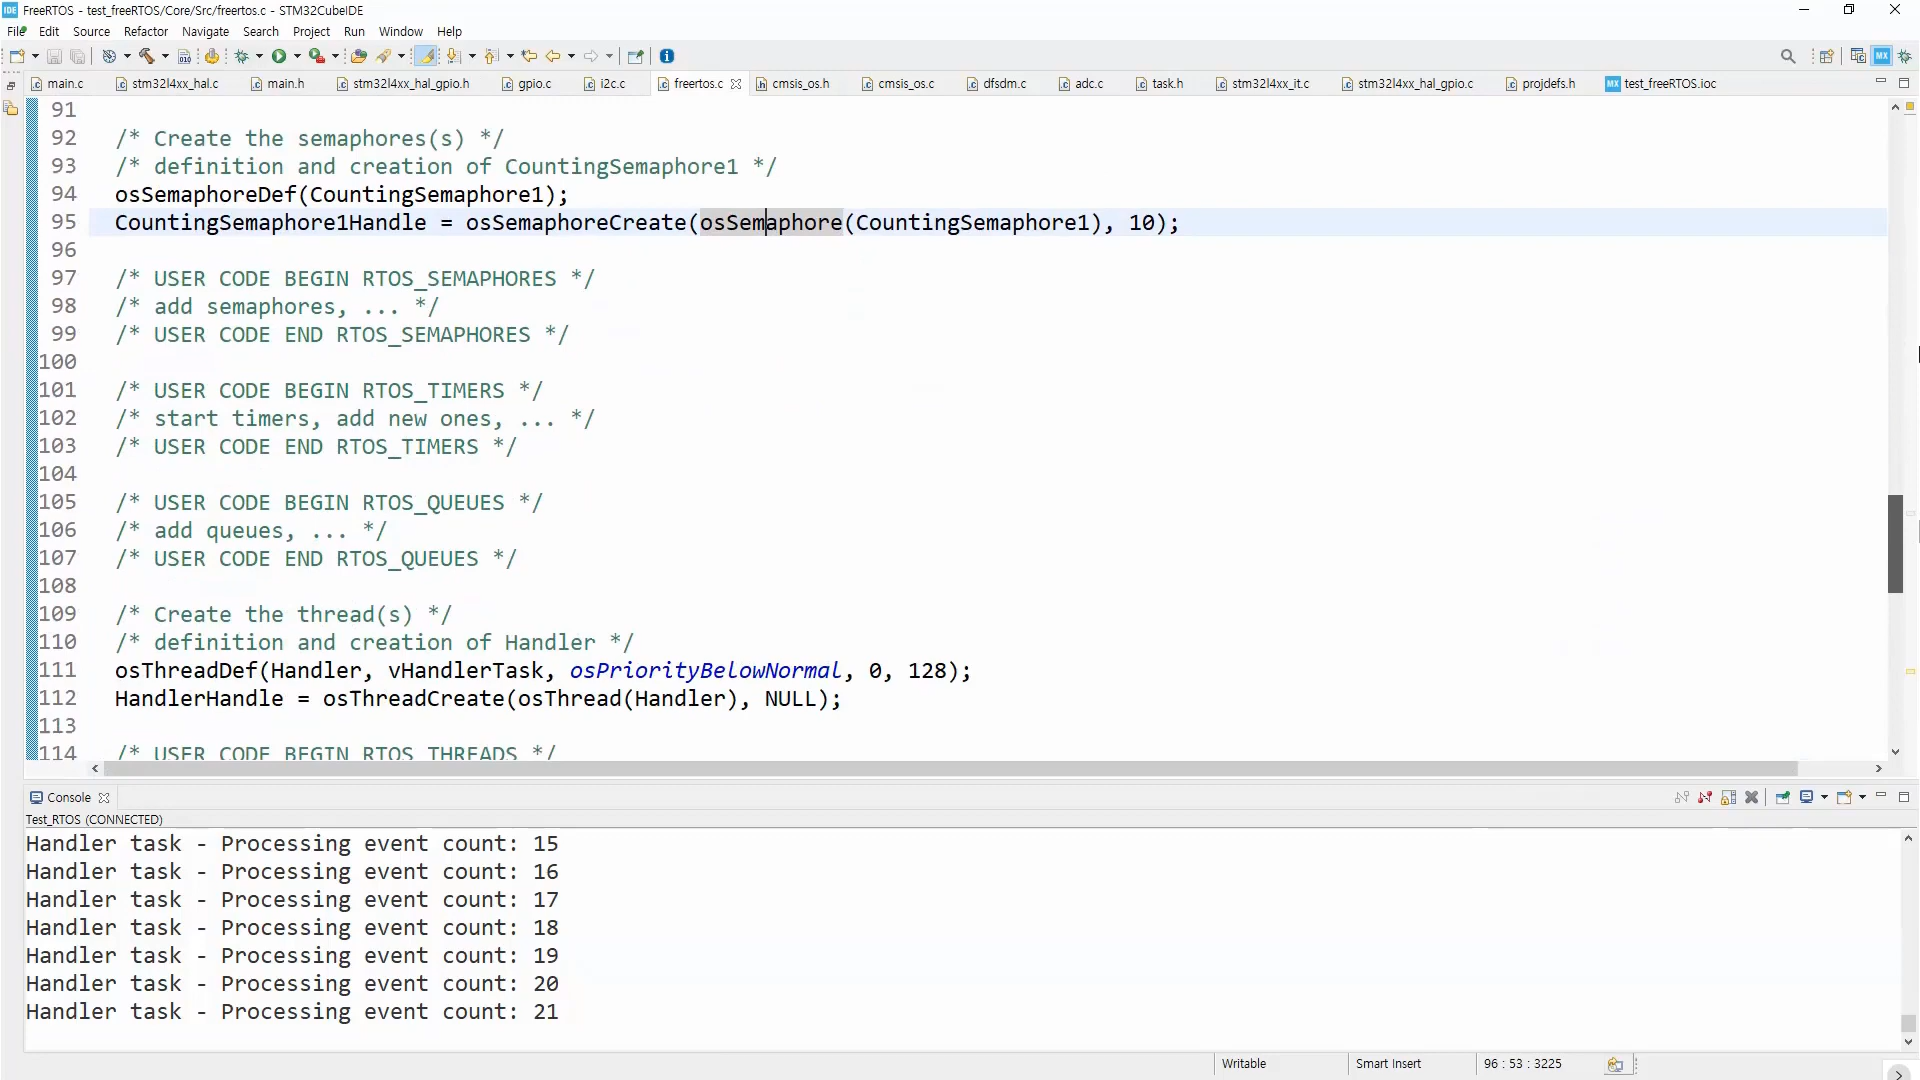 FreeRTOS - test_freeRTOS/Core/Src/freertos.c - STM32CubeIDE
File Edit Source Refactor Navigate Search Project Run Window Help
main.c stm32l4xx_hal.c main.h stm32l4xx_hal_gpio.h gpio.c i2c.c freertos.c cmsis_os.h cmsis_os.c dfsdm.c adc.c task.h stm32l4xx_it.c stm32l4xx_hal_gpio.c projdefs.h test_freeRTOS.ioc
91
92 /* Create the semaphores(s) */
93 /* definition and creation of CountingSemaphore1 */
94 osSemaphoreDef(CountingSemaphore1);
95 CountingSemaphore1Handle = osSemaphoreCreate(osSemaphore(CountingSemaphore1), 10);
96
97 /* USER CODE BEGIN RTOS_SEMAPHORES */
98 /* add semaphores, ... */
99 /* USER CODE END RTOS_SEMAPHORES */
100
101 /* USER CODE BEGIN RTOS_TIMERS */
102 /* start timers, add new ones, ... */
103 /* USER CODE END RTOS_TIMERS */
104
105 /* USER CODE BEGIN RTOS_QUEUES */
106 /* add queues, ... */
107 /* USER CODE END RTOS_QUEUES */
108
109 /* Create the thread(s) */
110 /* definition and creation of Handler */
111 osThreadDef(Handler, vHandlerTask, osPriorityBelowNormal, 0, 128);
112 HandlerHandle = osThreadCreate(osThread(Handler), NULL);
113
114 /* USER CODE BEGIN RTOS_THREADS */
Console
Test_RTOS (CONNECTED)
Handler task - Processing event count: 15
Handler task - Processing event count: 16
Handler task - Processing event count: 17
Handler task - Processing event count: 18
Handler task - Processing event count: 19
Handler task - Processing event count: 20
Handler task - Processing event count: 21
Writable Smart Insert 96 : 53 : 3225